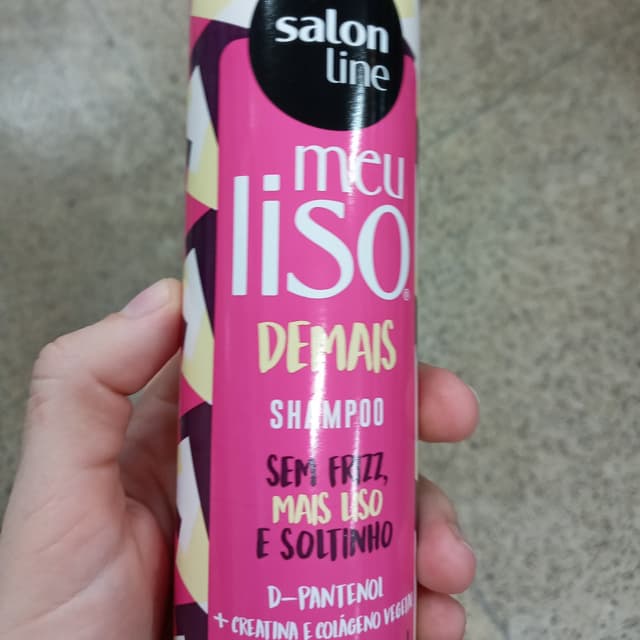 salon
line
meu
liso®
DEMAIS
SHAMPOO
SEM FRIZZ,
MAIS LISO
E SOLTINHO
D-PANTENOL
+ CREATINA E COLÁGENO VEGETAL